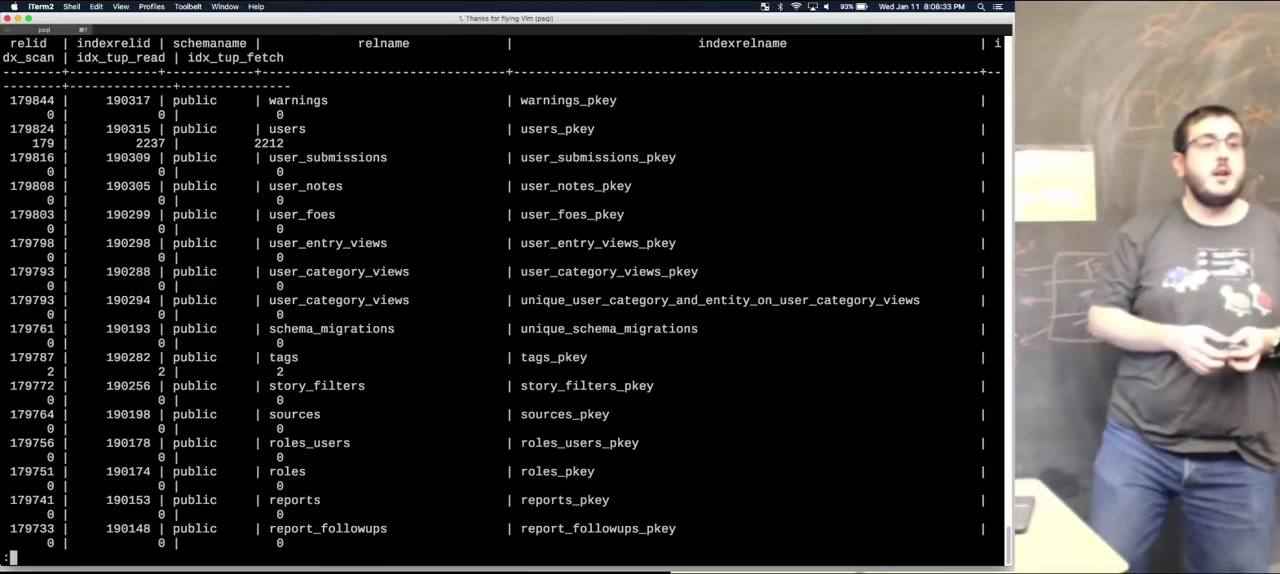 iTerm2 Shell Edit View Profiles Toolbelt Window Help 93% Wed Jan 11 8:08:33 PM
1. Thanks for flying Vim (psql)
psql ⌘1
relid | indexrelid | schemaname | relname | indexrelname | i
dx_scan | idx_tup_read | idx_tup_fetch
--------+------------+------------+-----------------------------------+------------------------------------------------------------------+--
--------+--------------+---------------
179844 | 190317 | public | warnings | warnings_pkey |
0 | 0 | 0
179824 | 190315 | public | users | users_pkey |
179 | 2237 | 2212
179816 | 190309 | public | user_submissions | user_submissions_pkey |
0 | 0 | 0
179808 | 190305 | public | user_notes | user_notes_pkey |
0 | 0 | 0
179803 | 190299 | public | user_foes | user_foes_pkey |
0 | 0 | 0
179798 | 190298 | public | user_entry_views | user_entry_views_pkey |
0 | 0 | 0
179793 | 190288 | public | user_category_views | user_category_views_pkey |
0 | 0 | 0
179793 | 190294 | public | user_category_views | unique_user_category_and_entity_on_user_category_views |
0 | 0 | 0
179761 | 190193 | public | schema_migrations | unique_schema_migrations |
0 | 0 | 0
179787 | 190282 | public | tags | tags_pkey |
2 | 2 | 2
179772 | 190256 | public | story_filters | story_filters_pkey |
0 | 0 | 0
179764 | 190198 | public | sources | sources_pkey |
0 | 0 | 0
179756 | 190178 | public | roles_users | roles_users_pkey |
0 | 0 | 0
179751 | 190174 | public | roles | roles_pkey |
0 | 0 | 0
179741 | 190153 | public | reports | reports_pkey |
0 | 0 | 0
179733 | 190148 | public | report_followups | report_followups_pkey |
0 | 0 | 0
: